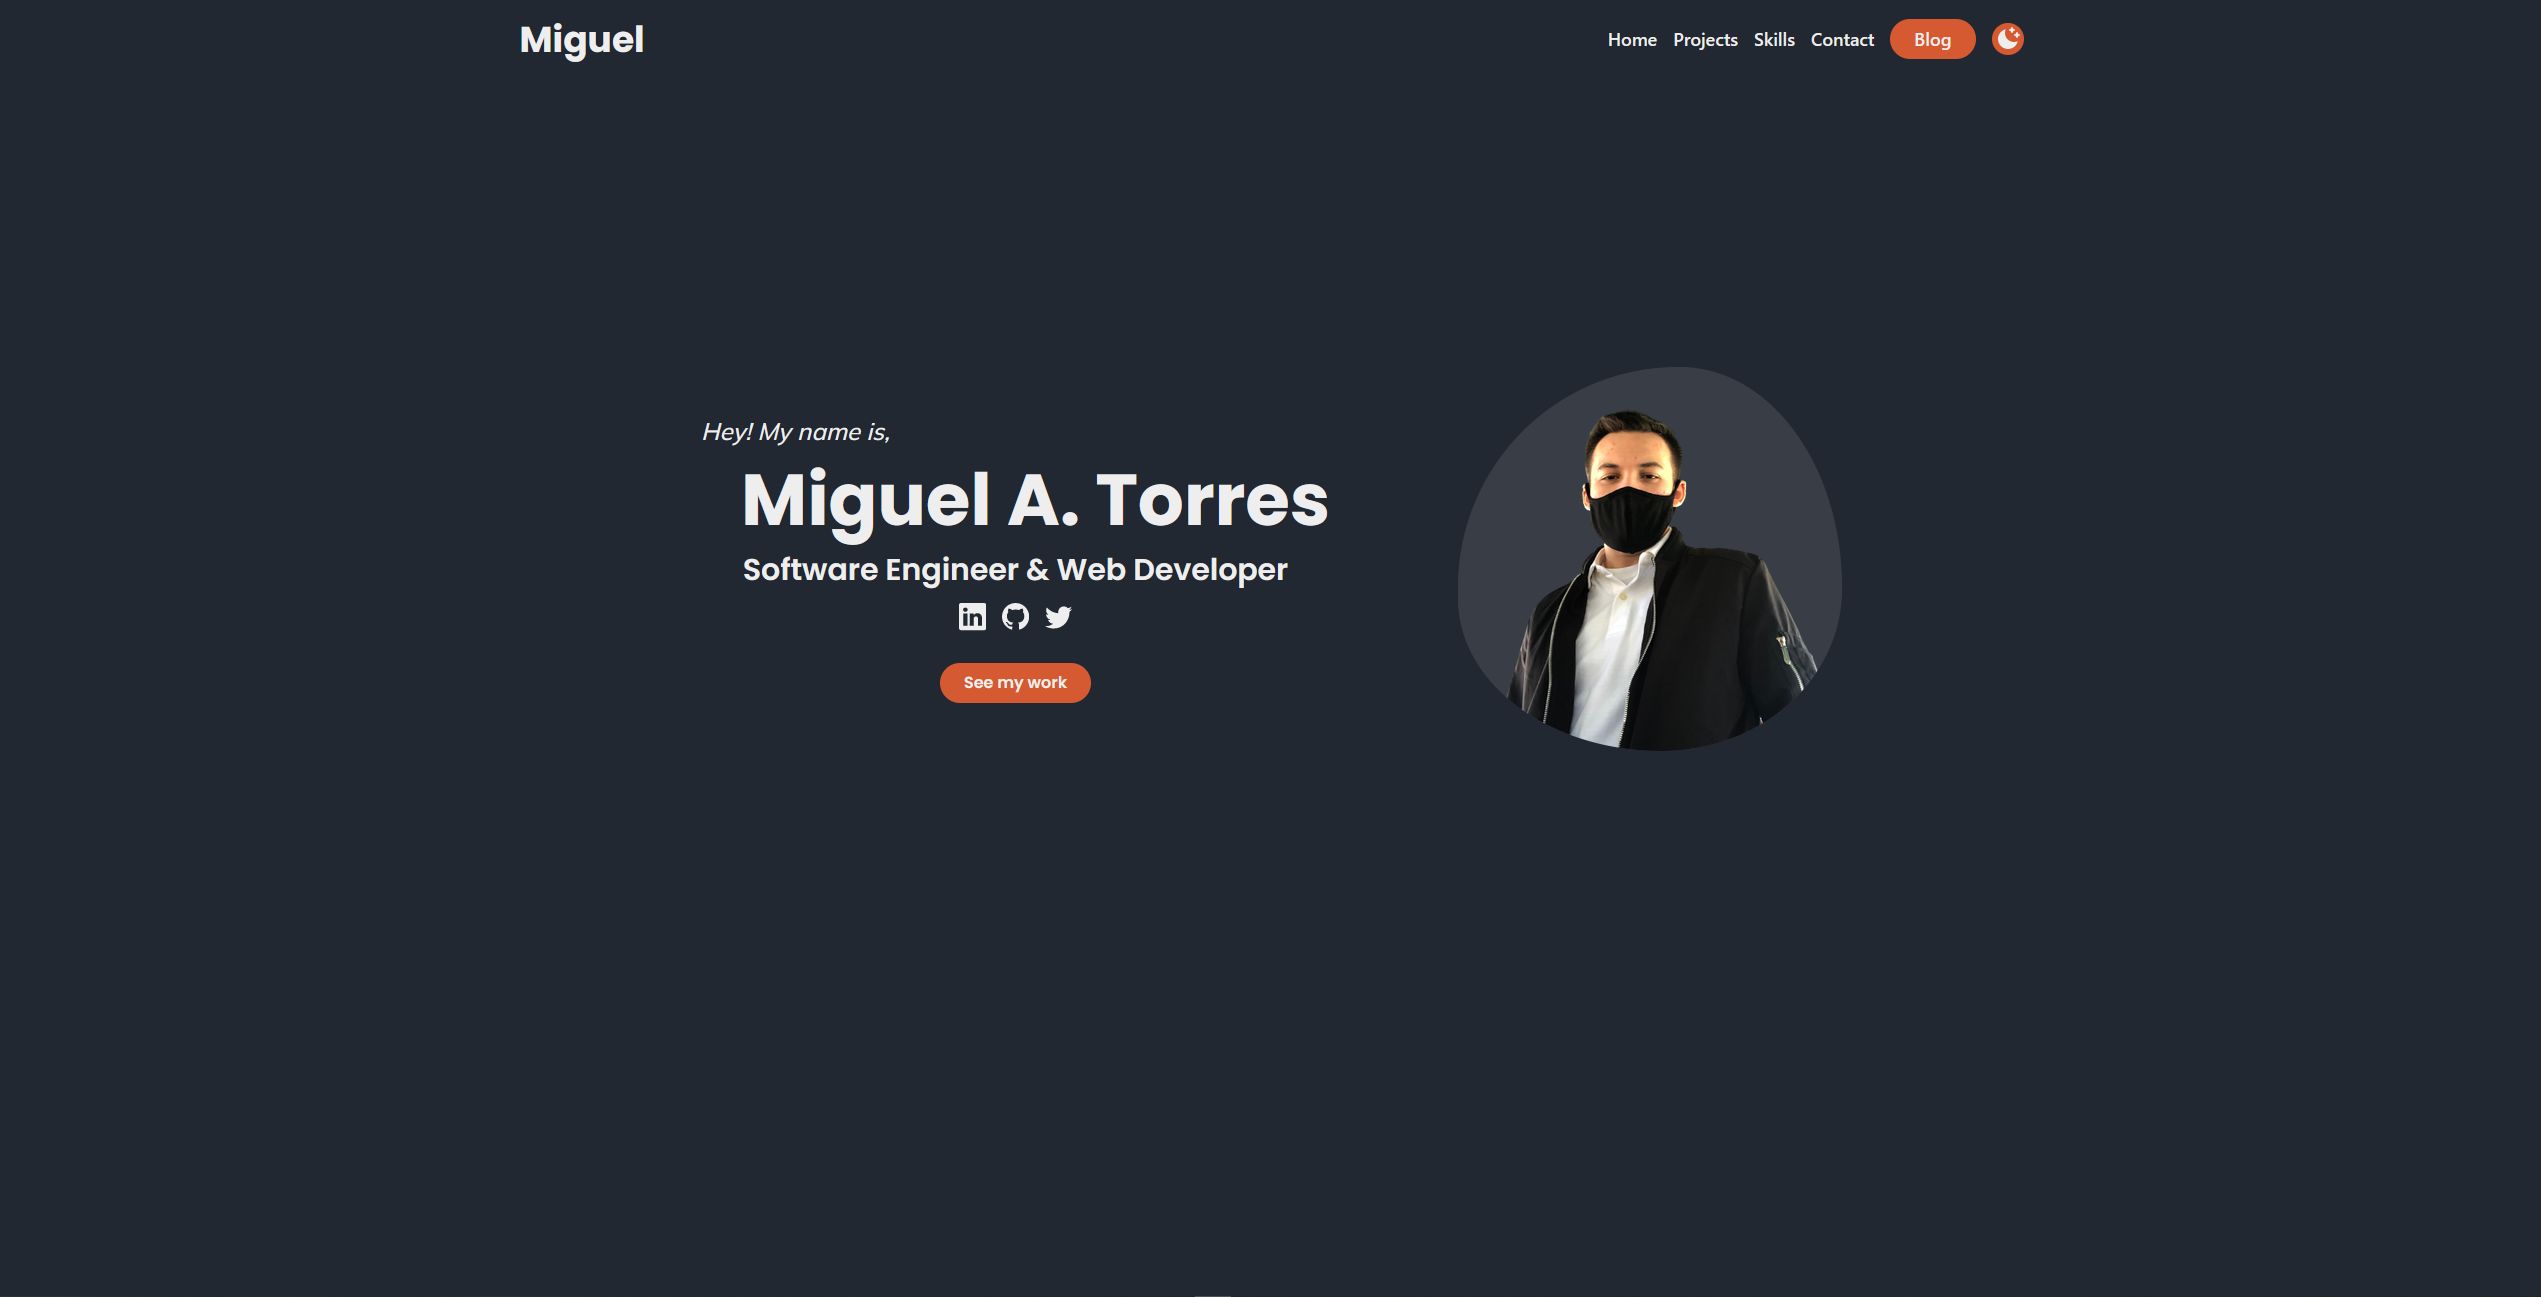 Miguel
Home Projects Skills Contact Blog
Hey! My name is,
Miguel A. Torres
Software Engineer & Web Developer
in
See my work